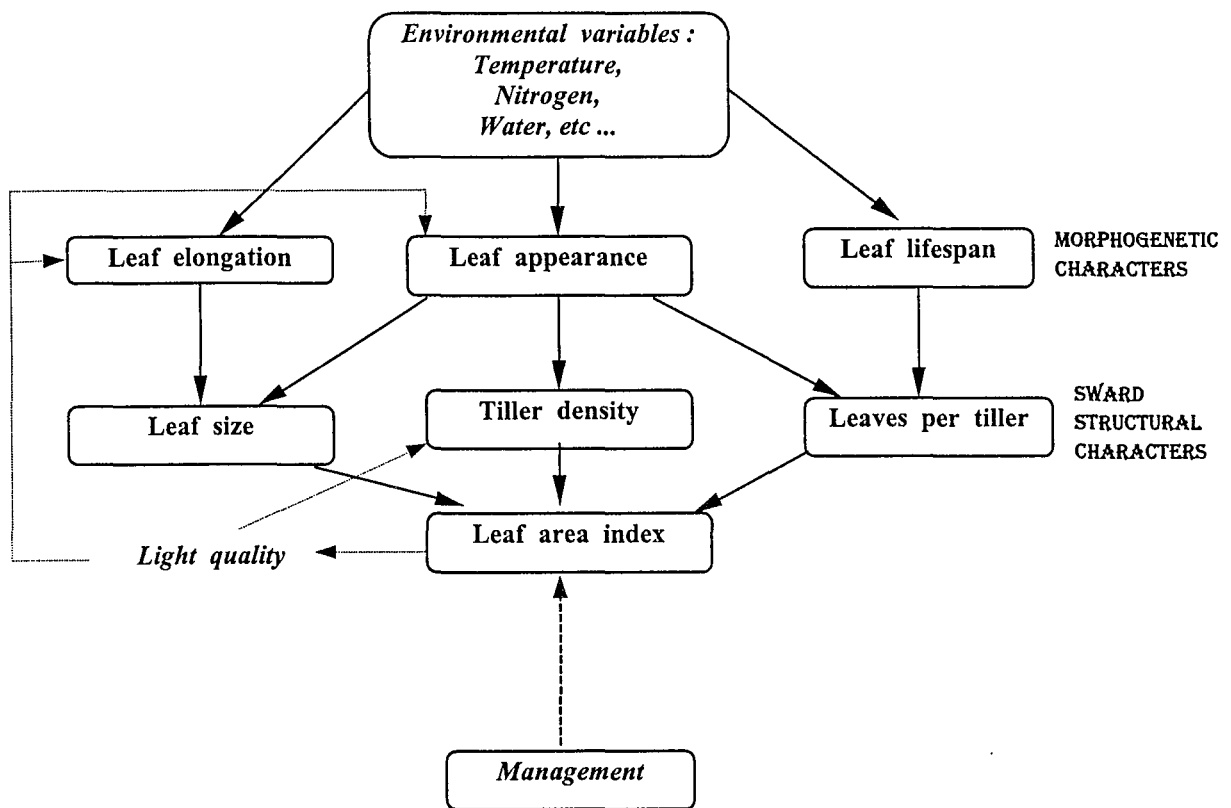 Environmental variables :
Temperature,
Nitrogen,
Water, etc ...
Leaf elongation
Leaf appearance
Leaf lifespan
MORPHOGENETIC
CHARACTERS
Leaf size
Tiller density
Leaves per tiller
SWARD
STRUCTURAL
CHARACTERS
Light quality
Leaf area index
Management